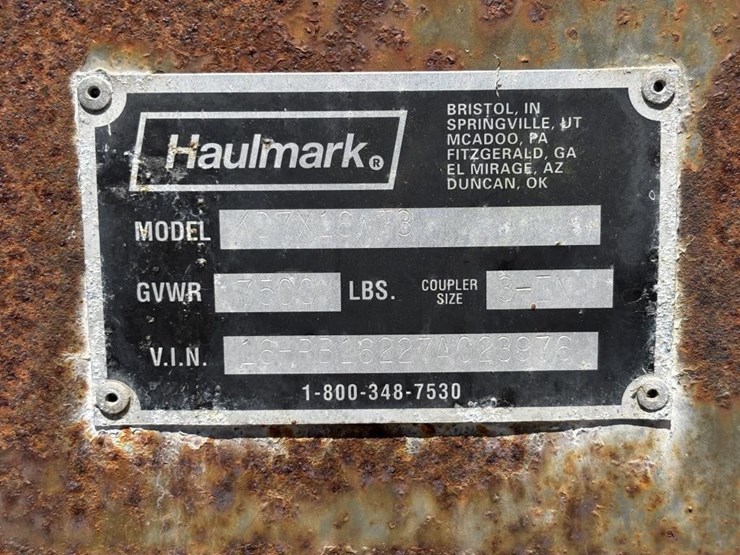 Haulmark®
BRISTOL, IN
SPRINGVILLE, UT
MCADOO, PA
FITZGERALD, GA
EL MIRAGE, AZ
DUNCAN, OK
MODEL
GVWR 7500 LBS. COUPLER SIZE
V.I.N.
1-800-348-7530